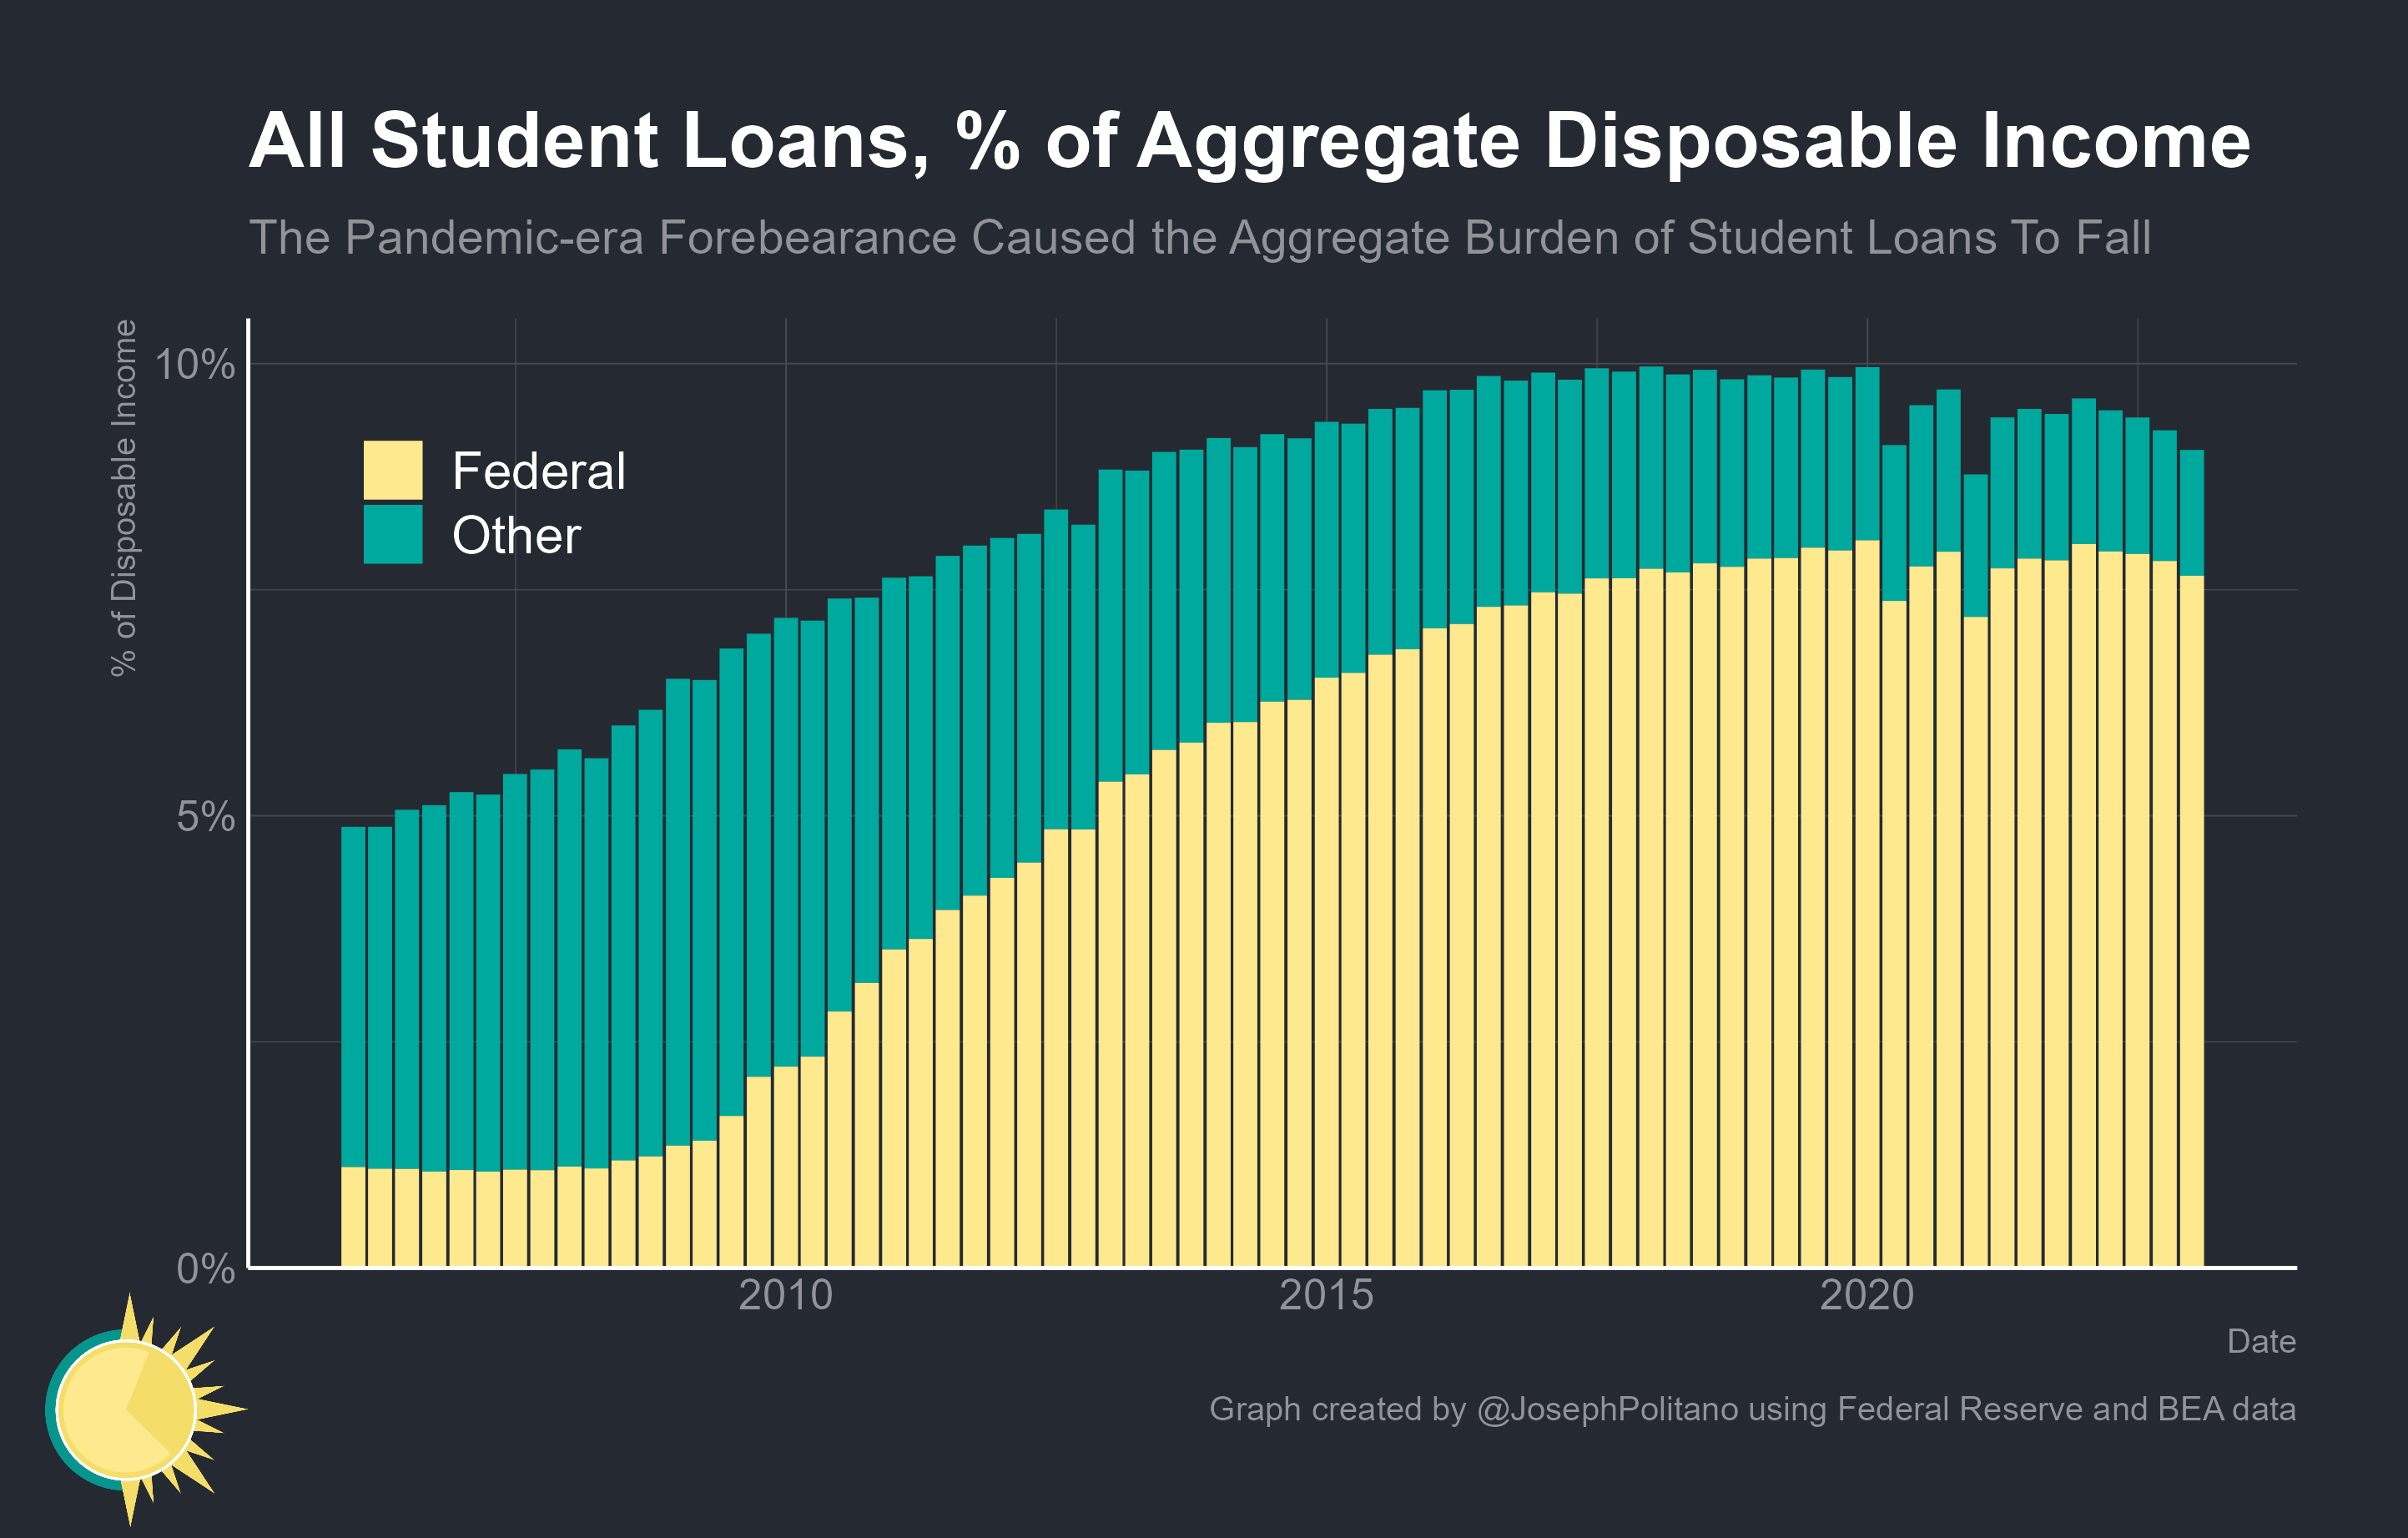 All Student Loans, % of Aggregate Disposable Income
The Pandemic-era Forebearance Caused the Aggregate Burden of Student Loans To Fall
% of Disposable Income
10%
5%
0%
Federal
Other
2010
2015
2020
Date
Graph created by @JosephPolitano using Federal Reserve and BEA data